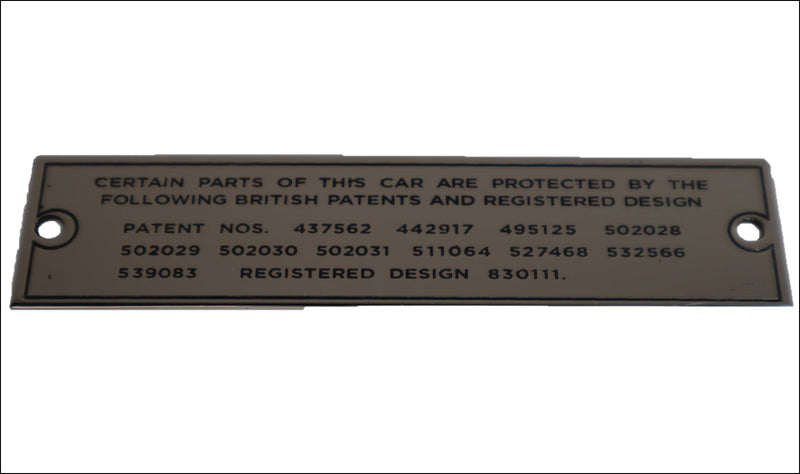 CERTAIN PARTS OF THIS CAR ARE PROTECTED BY THE
FOLLOWING BRITISH PATENTS AND REGISTERED DESIGN
PATENT NOS. 437562 442917 495125 502028
502029 502030 502031 511064 527468 532566
539083 REGISTERED DESIGN 830111.